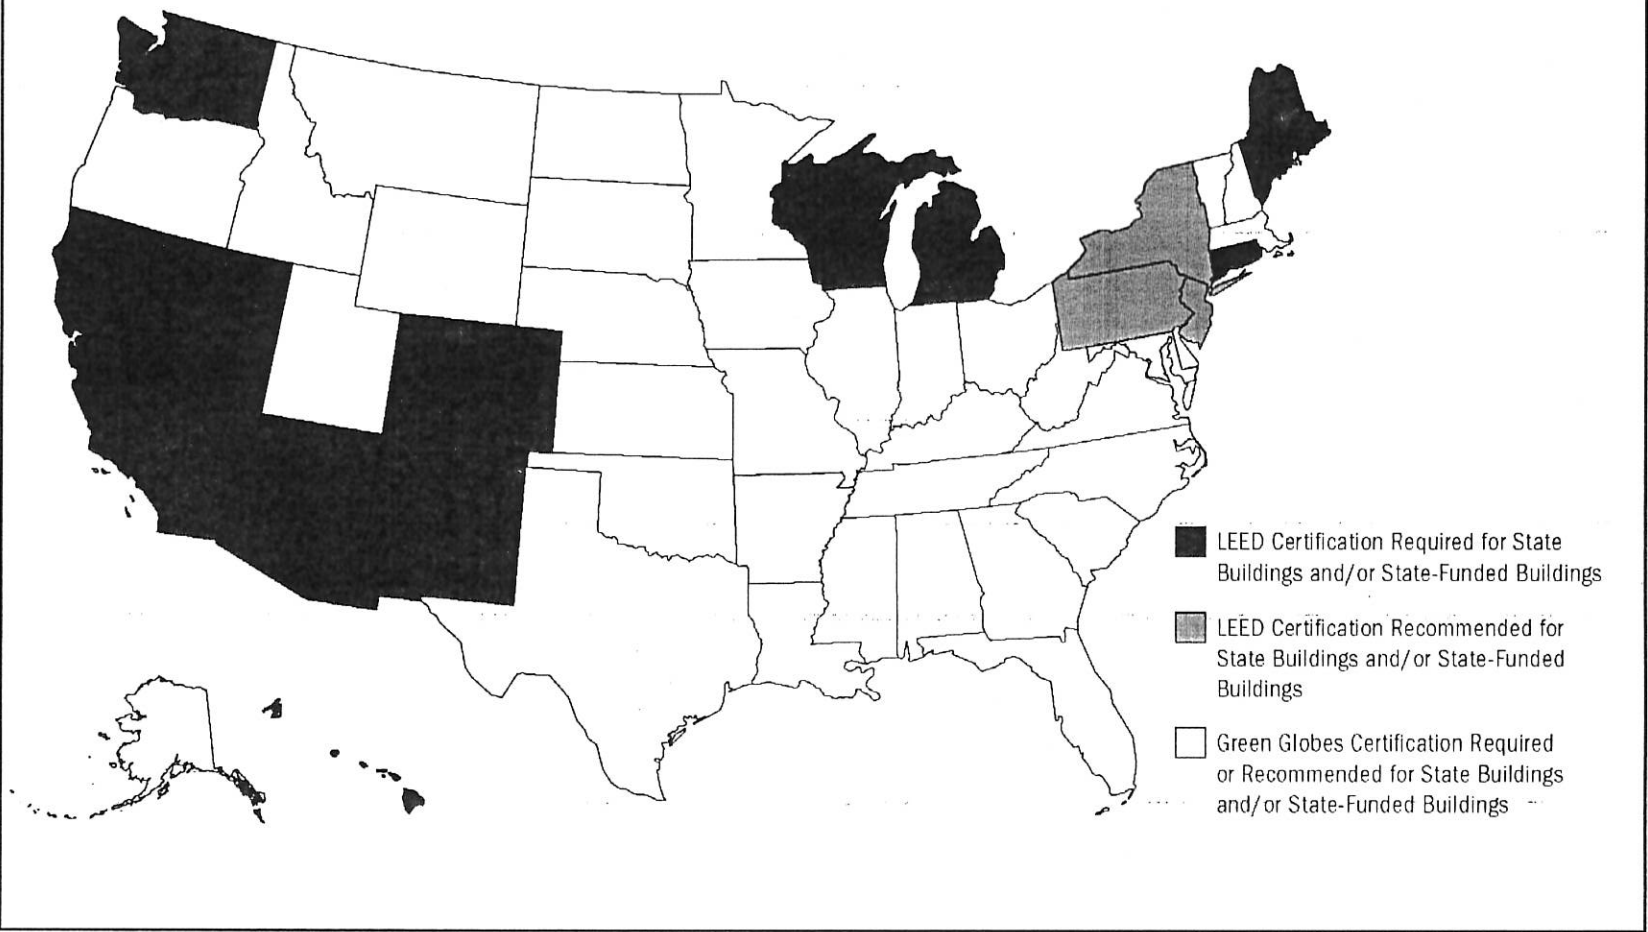 LEED Certification Required for State
Buildings and/or State-Funded Buildings
LEED Certification Recommended for
State Buildings and/or State-Funded
Buildings
Green Globes Certification Required
or Recommended for State Buildings
and/or State-Funded Buildings